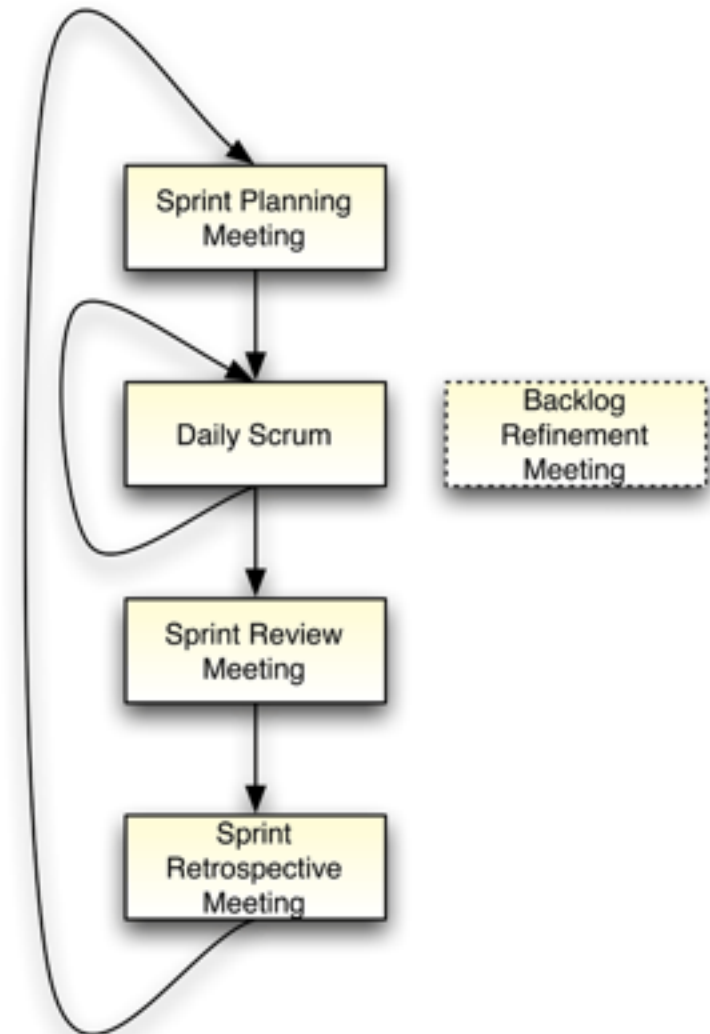 Sprint Planning
Meeting
Daily Scrum
Backlog
Refinement
Meeting
Sprint Review
Meeting
Sprint
Retrospective
Meeting